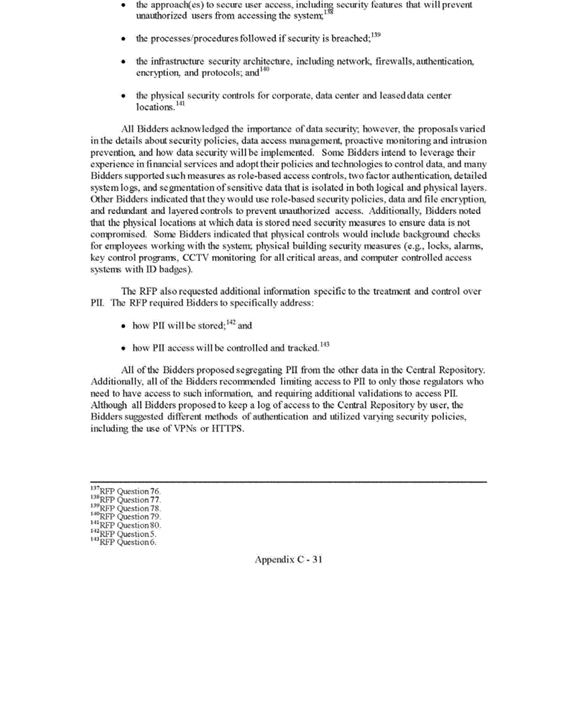 • the approach(es) to secure user access, including security features that will prevent
unauthorized users from accessing the system;138
• the processes/procedures followed if security is breached;139
• the infrastructure security architecture, including network, firewalls, authentication,
encryption, and protocols; and140
• the physical security controls for corporate, data center and leased data center
locations.141
All Bidders acknowledged the importance of data security; however, the proposals varied
in the details about security policies, data access management, proactive monitoring and intrusion
prevention, and how data security will be implemented. Some Bidders intend to leverage their
experience in financial services and adopt their policies and technologies to control data, and many
Bidders supported such measures as role-based access controls, two factor authentication, detailed
system logs, and segmentation of sensitive data that is isolated in both logical and physical layers.
Other Bidders indicated that they would use role-based security policies, data and file encryption,
and redundant and layered controls to prevent unauthorized access. Additionally, Bidders noted
that the physical locations at which data is stored need security measures to ensure data is not
compromised. Some Bidders indicated that physical controls would include background checks
for employees working with the system; physical building security measures (e.g., locks, alarms,
key control programs, CCTV monitoring for all critical areas, and computer controlled access
systems with ID badges).
The RFP also requested additional information specific to the treatment and control over
PII. The RFP required Bidders to specifically address:
• how PII will be stored;142 and
• how PII access will be controlled and tracked.143
All of the Bidders proposed segregating PII from the other data in the Central Repository.
Additionally, all of the Bidders recommended limiting access to PII to only those regulators who
need to have access to such information, and requiring additional validations to access PII.
Although all Bidders proposed to keep a log of access to the Central Repository by user, the
Bidders suggested different methods of authentication and utilized varying security policies,
including the use of VPNs or HTTPS.
137RFP Question 76.
138RFP Question 77.
139RFP Question 78.
140RFP Question 79.
141RFP Question 80.
142RFP Question 5.
143RFP Question 6.
Appendix C - 31